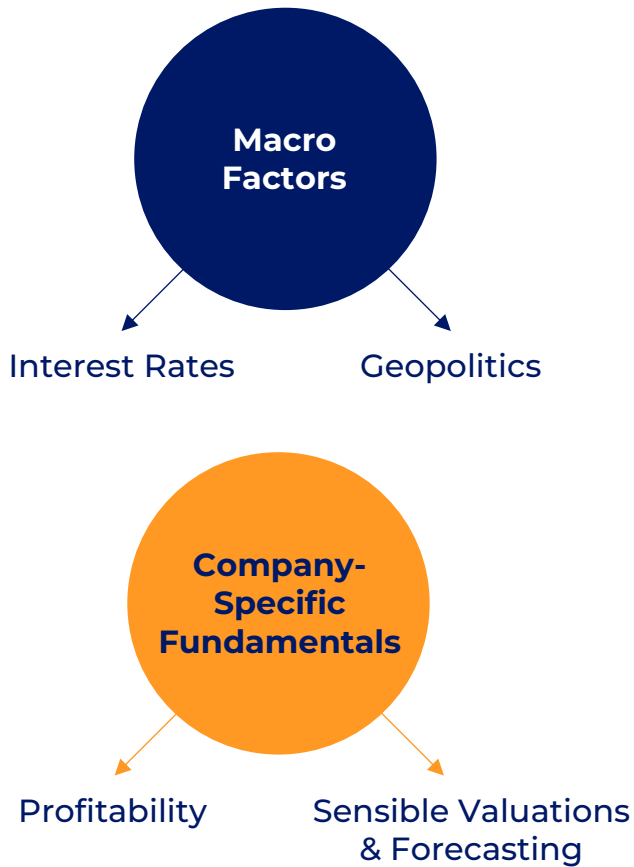 Macro
Factors
Interest Rates
Geopolitics
Company-
Specific
Fundamentals
Profitability
Sensible Valuations
& Forecasting